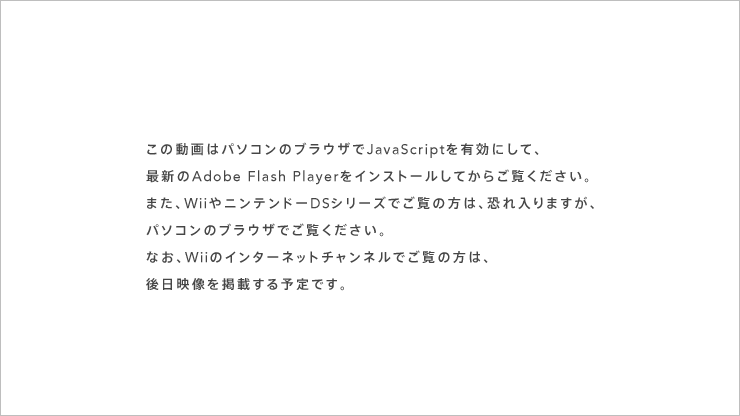 この動画はパソコンのブラウザでJavaScriptを有効にして、
最新のAdobe Flash Playerをインストールしてからご覧ください。
また、WiiやニンテンドーDSシリーズでご覧の方は、恐れ入りますが、
パソコンのブラウザでご覧ください。
なお、Wiiのインターネットチャンネルでご覧の方は、
後日映像を掲載する予定です。